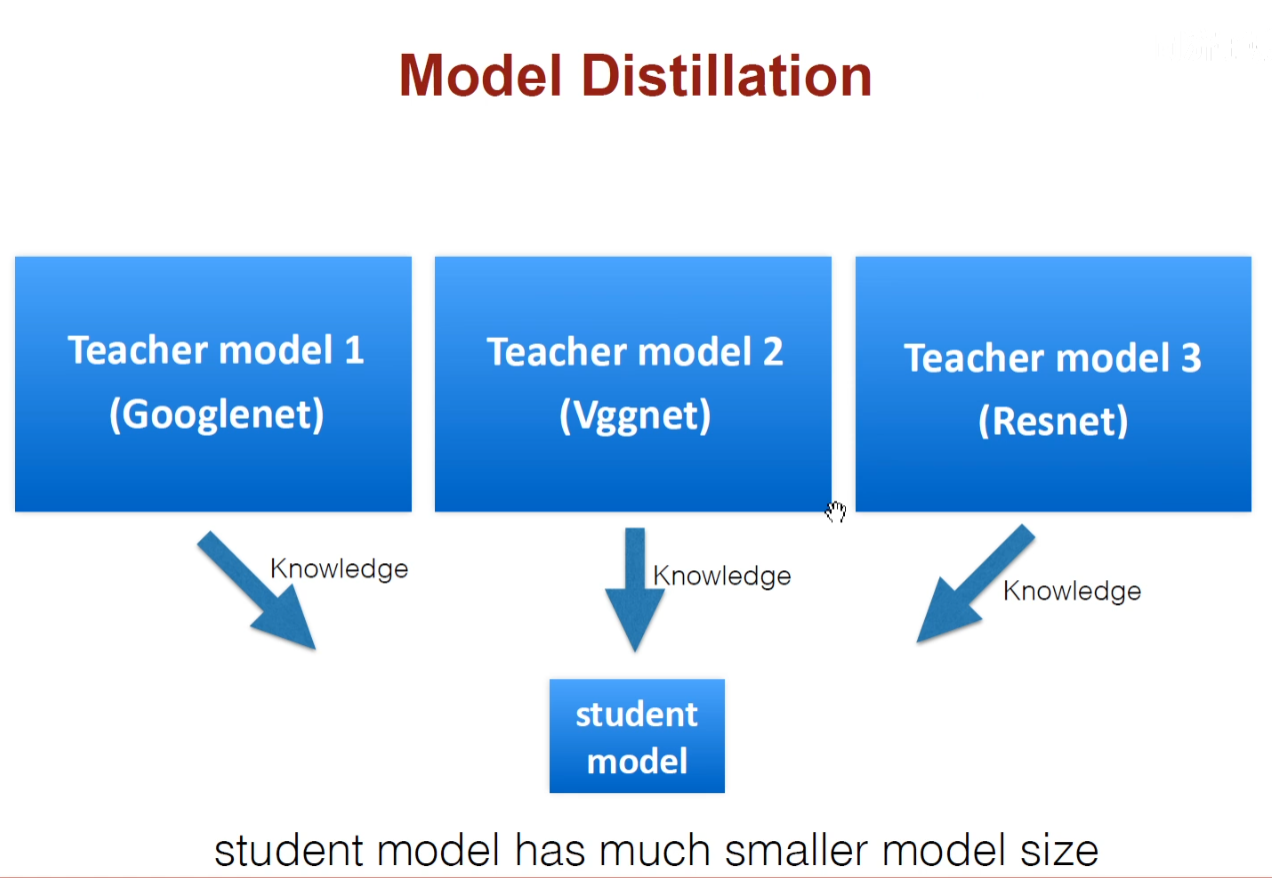 Model Distillation
Teacher model 1
(Googlenet)
Teacher model 2
(Vggnet)
Teacher model 3
(Resnet)
Knowledge
Knowledge
Knowledge
student
model
student model has much smaller model size